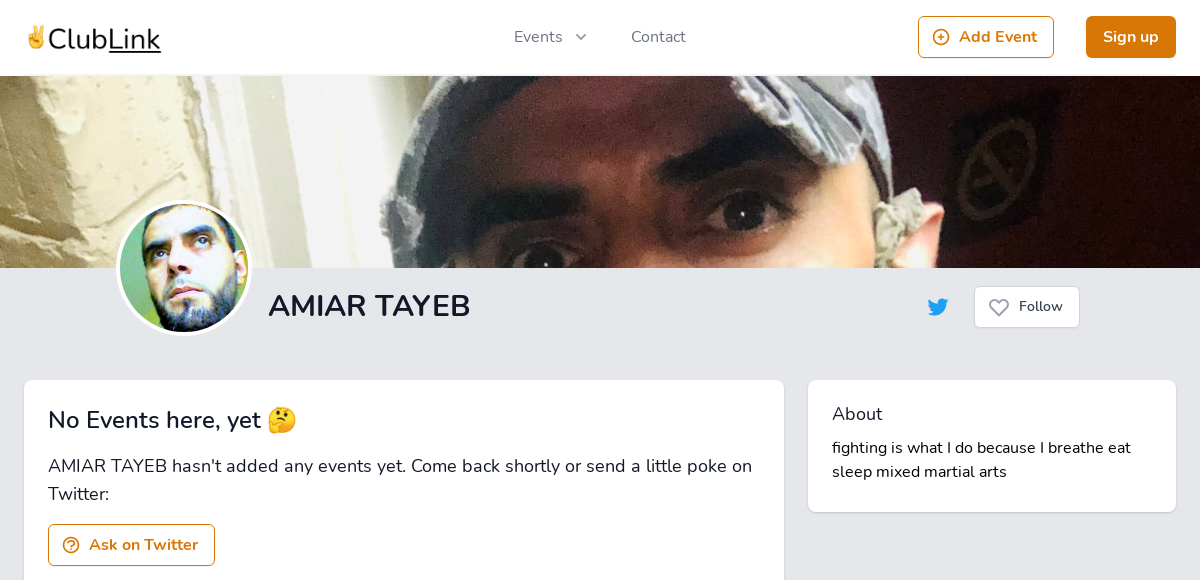 ✌ClubLink
Events
Contact
Add Event
Sign up
AMIAR TAYEB
Follow
No Events here, yet 🤔
AMIAR TAYEB hasn't added any events yet. Come back shortly or send a little poke on
Twitter:
Ask on Twitter
About
fighting is what I do because I breathe eat
sleep mixed martial arts